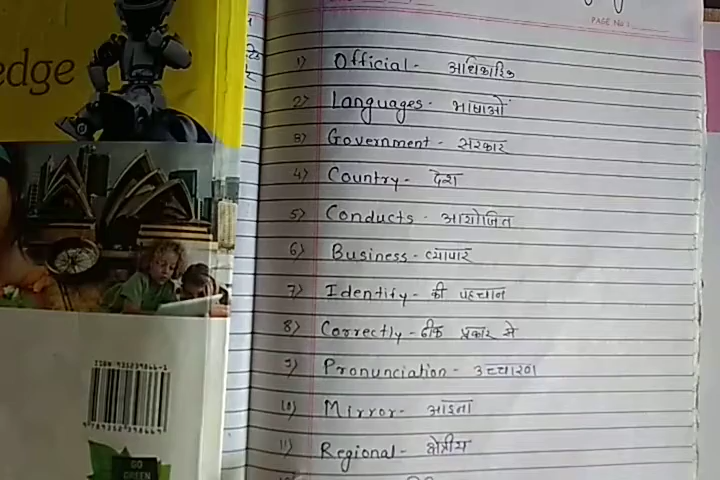 edge
PAGE No.
1) Official - आधिकारिक
2) Languages - भाषाओं
3) Government - सरकार
4) Country - देश
5) Conducts - आयोजित
6) Business - व्यापार
7) Identify - की पहचान
8) Correctly - ठीक प्रकार से
9) Pronunciation - उच्चारण
10) Mirror - आइना
11) Regional - क्षेत्रीय
GO
GREEN